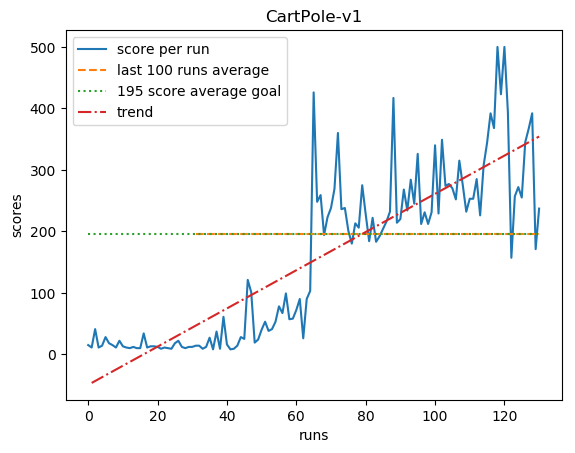 CartPole-v1
500
400
300
200
100
0
scores
score per run
last 100 runs average
195 score average goal
trend
0 20 40 60 80 100 120
runs